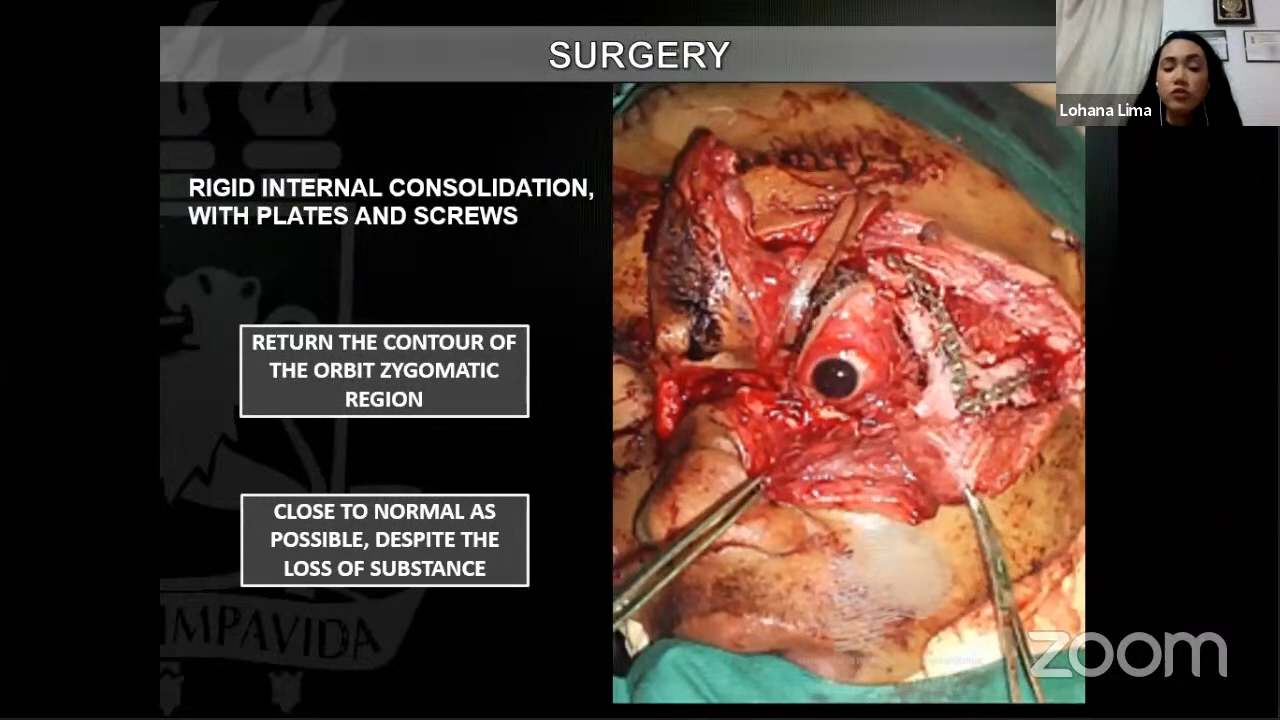 SURGERY
Lohana Lima
RIGID INTERNAL CONSOLIDATION,
WITH PLATES AND SCREWS
RETURN THE CONTOUR OF
THE ORBIT ZYGOMATIC
REGION
CLOSE TO NORMAL AS
POSSIBLE, DESPITE THE
LOSS OF SUBSTANCE
IMPAVIDA
zoom